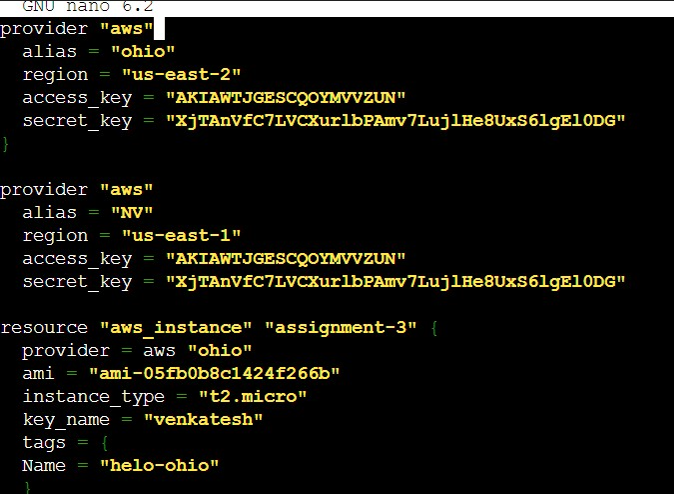 GNU nano 6.2
provider "aws"
alias = "ohio"
region = "us-east-2"
access_key = "AKIAWTJGESCQOYMVVZUN"
secret_key = "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"
}
provider "aws"
alias = "NV"
region = "us-east-1"
access_key = "AKIAWTJGESCQOYMVVZUN"
secret_key = "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"
resource "aws_instance" "assignment-3" {
provider = aws "ohio"
ami = "ami-05fb0b8c1424f266b"
instance_type = "t2.micro"
key_name = "venkatesh"
tags = {
Name = "helo-ohio"
}